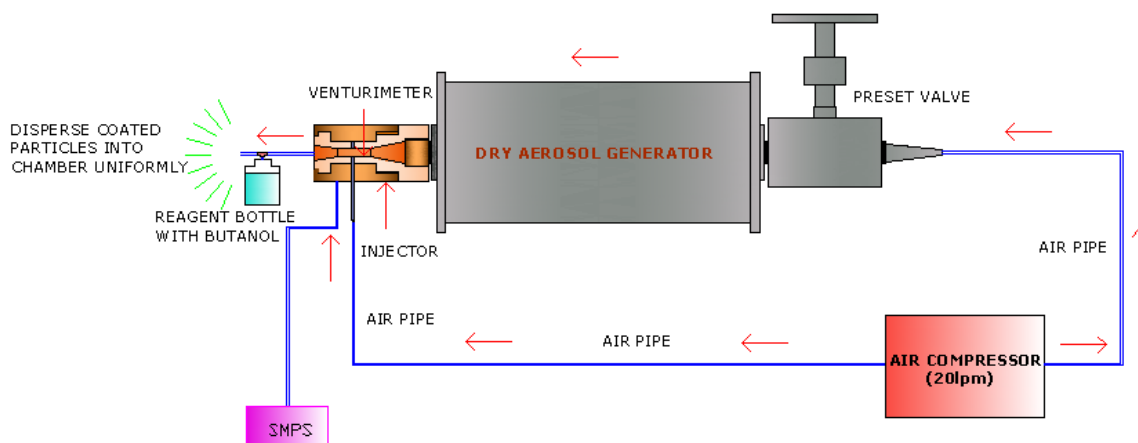 VENTURIMETER
PRESET VALVE
DISPERSE COATED
PARTICLES INTO
CHAMBER UNIFORMLY
DRY AEROSOL GENERATOR
REAGENT BOTTLE
WITH BUTANOL
INJECTOR
AIR PIPE
AIR PIPE
AIR PIPE
AIR COMPRESSOR
(20lpm)
SMPS